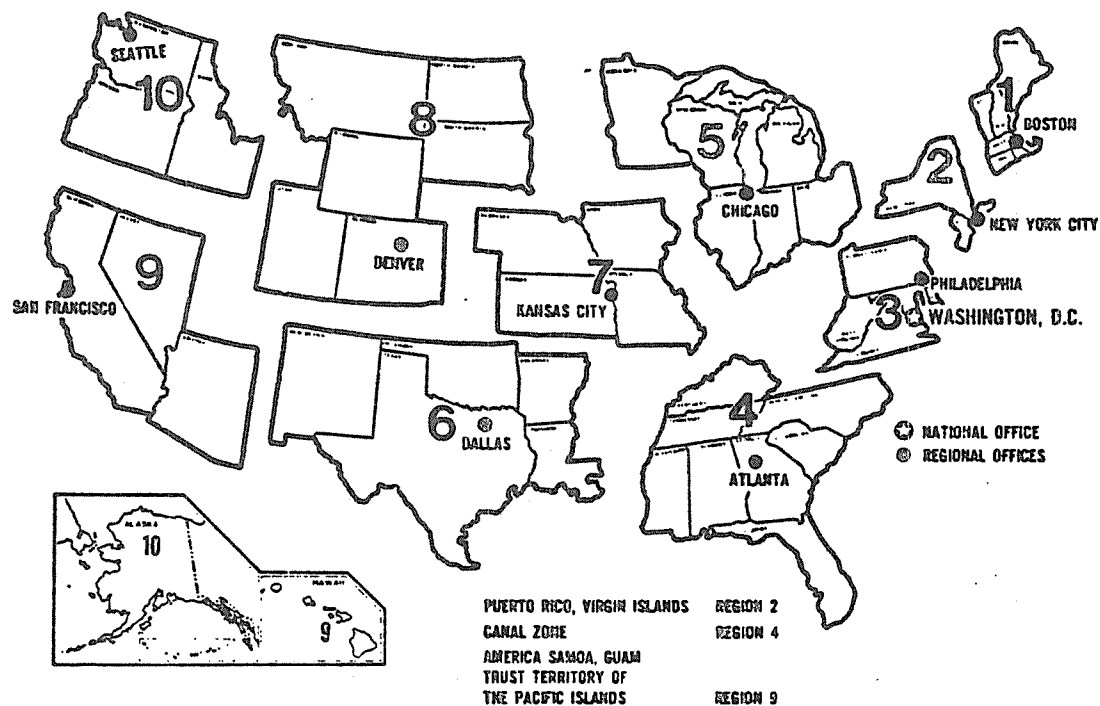 SEATTLE
10
8
5
1
BOSTON
2
NEW YORK CITY
CHICAGO
9
SAN FRANCISCO
DENVER
7
KANSAS CITY
PHILADELPHIA
3
WASHINGTON, D.C.
6
DALLAS
4
ATLANTA
NATIONAL OFFICE
REGIONAL OFFICES
ALASKA
10
HAWAII
9
PUERTO RICO, VIRGIN ISLANDS REGION 2
CANAL ZONE REGION 4
AMERICA SAMOA, GUAM
TRUST TERRITORY OF
THE PACIFIC ISLANDS REGION 9